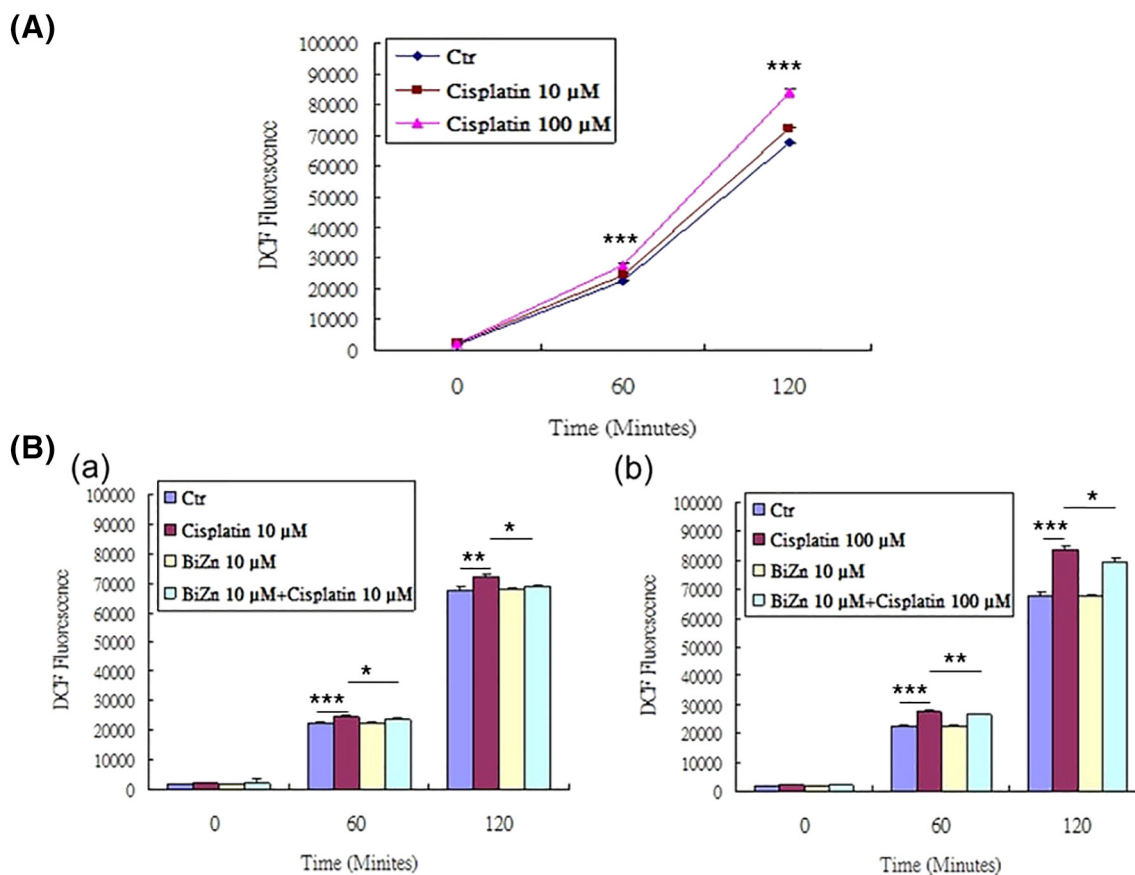 (A)
100000
90000
80000
70000
60000
50000
40000
30000
20000
10000
0
DCF Fluorescence
Ctr
Cisplatin 10 µM
Cisplatin 100 µM
***
***
0 60 120
Time (Minutes)
(B)
(a)
100000
90000
80000
70000
60000
50000
40000
30000
20000
10000
0
DCF Fluorescence
Ctr
Cisplatin 10 µM
BiZn 10 µM
BiZn 10 µM+Cisplatin 10 µM
***
*
**
*
0 60 120
Time (Minites)
(b)
100000
90000
80000
70000
60000
50000
40000
30000
20000
10000
0
DCF Fluorescence
Ctr
Cisplatin 100 µM
BiZn 10 µM
BiZn 10 µM+Cisplatin 100 µM
***
**
***
*
0 60 120
Time (Minutes)